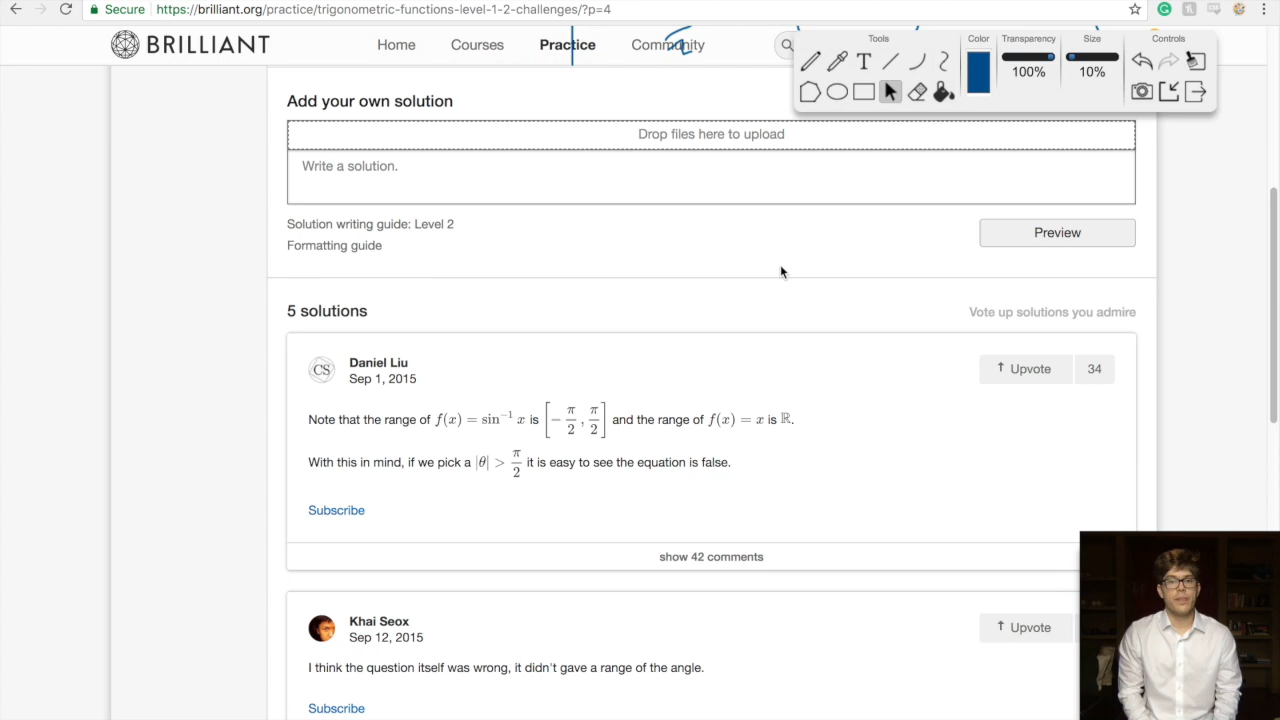 Secure https://brilliant.org/practice/trigonometric-functions-level-1-2-challenges/?p=4
BRILLIANT Home Courses Practice Community
Tools Color Transparency Size Controls
T 100% 10%
Add your own solution
Drop files here to upload
Write a solution.
Solution writing guide: Level 2
Formatting guide
Preview
5 solutions Vote up solutions you admire
CS Daniel Liu
Sep 1, 2015
↑ Upvote 34
Note that the range of f(x) = sin⁻¹ x is [−π/2, π/2] and the range of f(x) = x is ℝ.
With this in mind, if we pick a |θ| > π/2 it is easy to see the equation is false.
Subscribe
show 42 comments
Khai Seox
Sep 12, 2015
↑ Upvote
I think the question itself was wrong, it didn't gave a range of the angle.
Subscribe